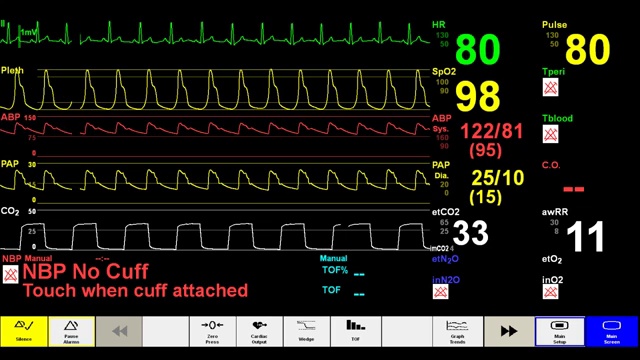 II
1mV
HR
130
50
80
Pulse
130
50
80
Pleth
SpO2
100
90
98
Tperi
ABP
150
75
0
ABP
Sys.
160
90
122/81
(95)
Tblood
PAP
30
15
0
PAP
Dia.
20
0
25/10
(15)
C.O.
--
CO2
50
25
0
etCO2
65
25
33
imCO2 4
awRR
30
8
11
NBP Manual --:--
NBP No Cuff
Touch when cuff attached
Manual
TOF% --
TOF --
etN2O
inN2O
etO2
inO2
Silence
Pause
Alarms
Zero
Press
Cardiac
Output
Wedge
TOF
Graph
Trends
Main
Setup
Main
Screen